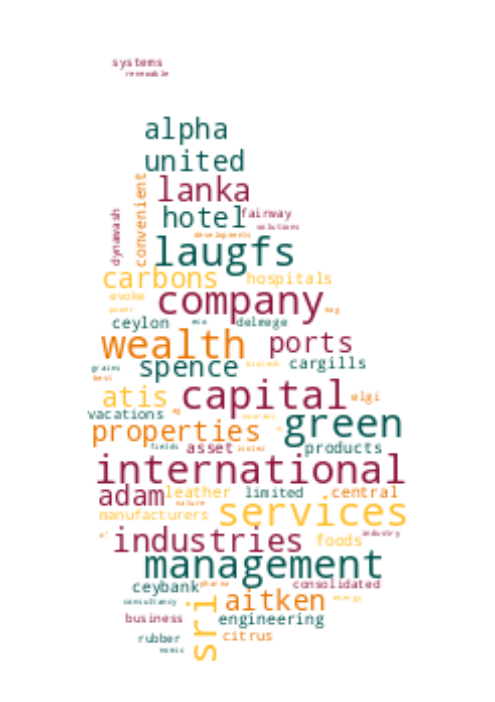 systems
renewable
alpha
united
convenient
lanka
dynawash
hotel
fairway
solutions
developments
laugfs
carbons
hospitals
evoke
company
power
mag
ceylon
eco
delmege
wealth
ports
grains
spence
biotech
cargills
best
atis
capital
elgi
vacations
ag
green
properties
fields
asset
products
international
adam
leather
limited
central
nature
manufacturers
services
industries
foods
industry
management
ceybank
pharma
consolidated
consultancy
sri
aitken
energy
business
engineering
rubber
citrus